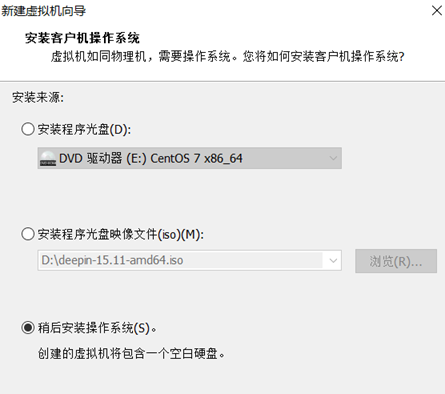 新建虚拟机向导
安装客户机操作系统
虚拟机如同物理机，需要操作系统。您将如何安装客户机操作系统?
安装来源:
安装程序光盘(D):
DVD 驱动器 (E:) CentOS 7 x86_64
安装程序光盘映像文件(iso)(M):
D:\deepin-15.11-amd64.iso
浏览(R)...
稍后安装操作系统(S)。
创建的虚拟机将包含一个空白硬盘。